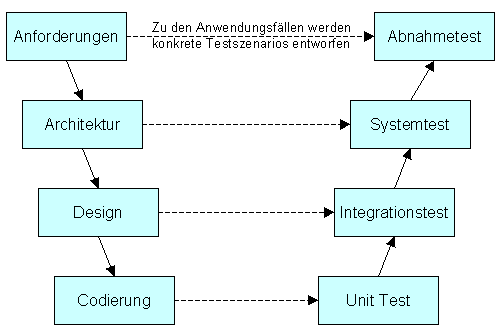 Anforderungen
Zu den Anwendungsfällen werden
konkrete Testszenarios entworfen
Abnahmetest
Architektur
Systemtest
Design
Integrationstest
Codierung
Unit Test